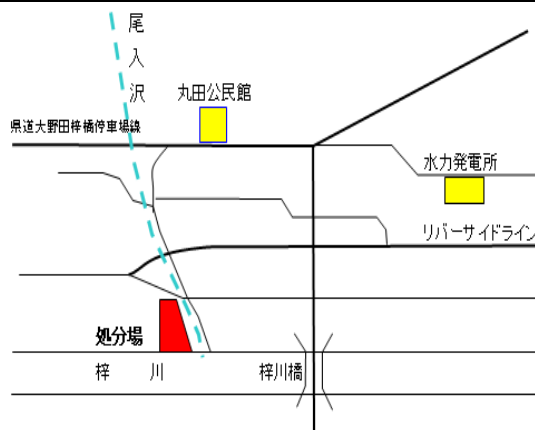 尾入沢
丸田公民館
県道大野田梓橋停車場線
水力発電所
リバーサイドライン
処分場
梓　川
梓川橋